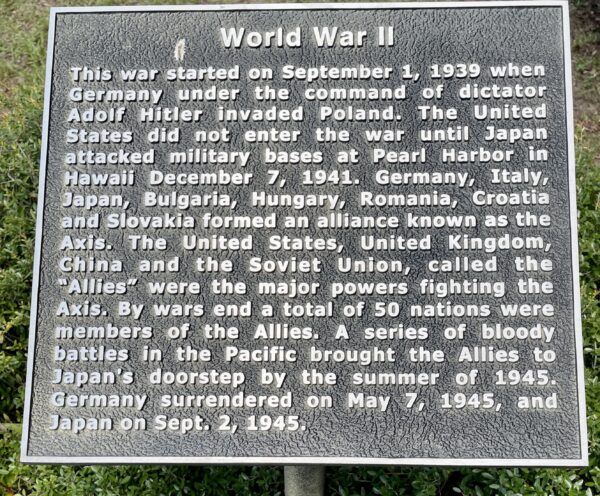 World War II
This war started on September 1, 1939 when
Germany under the command of dictator
Adolf Hitler invaded Poland. The United
States did not enter the war until Japan
attacked military bases at Pearl Harbor in
Hawaii December 7, 1941. Germany, Italy,
Japan, Bulgaria, Hungary, Romania, Croatia
and Slovakia formed an alliance known as the
Axis. The United States, United Kingdom,
China and the Soviet Union, called the
“Allies” were the major powers fighting the
Axis. By wars end a total of 50 nations were
members of the Allies. A series of bloody
battles in the Pacific brought the Allies to
Japan's doorstep by the summer of 1945.
Germany surrendered on May 7, 1945, and
Japan on Sept. 2, 1945.